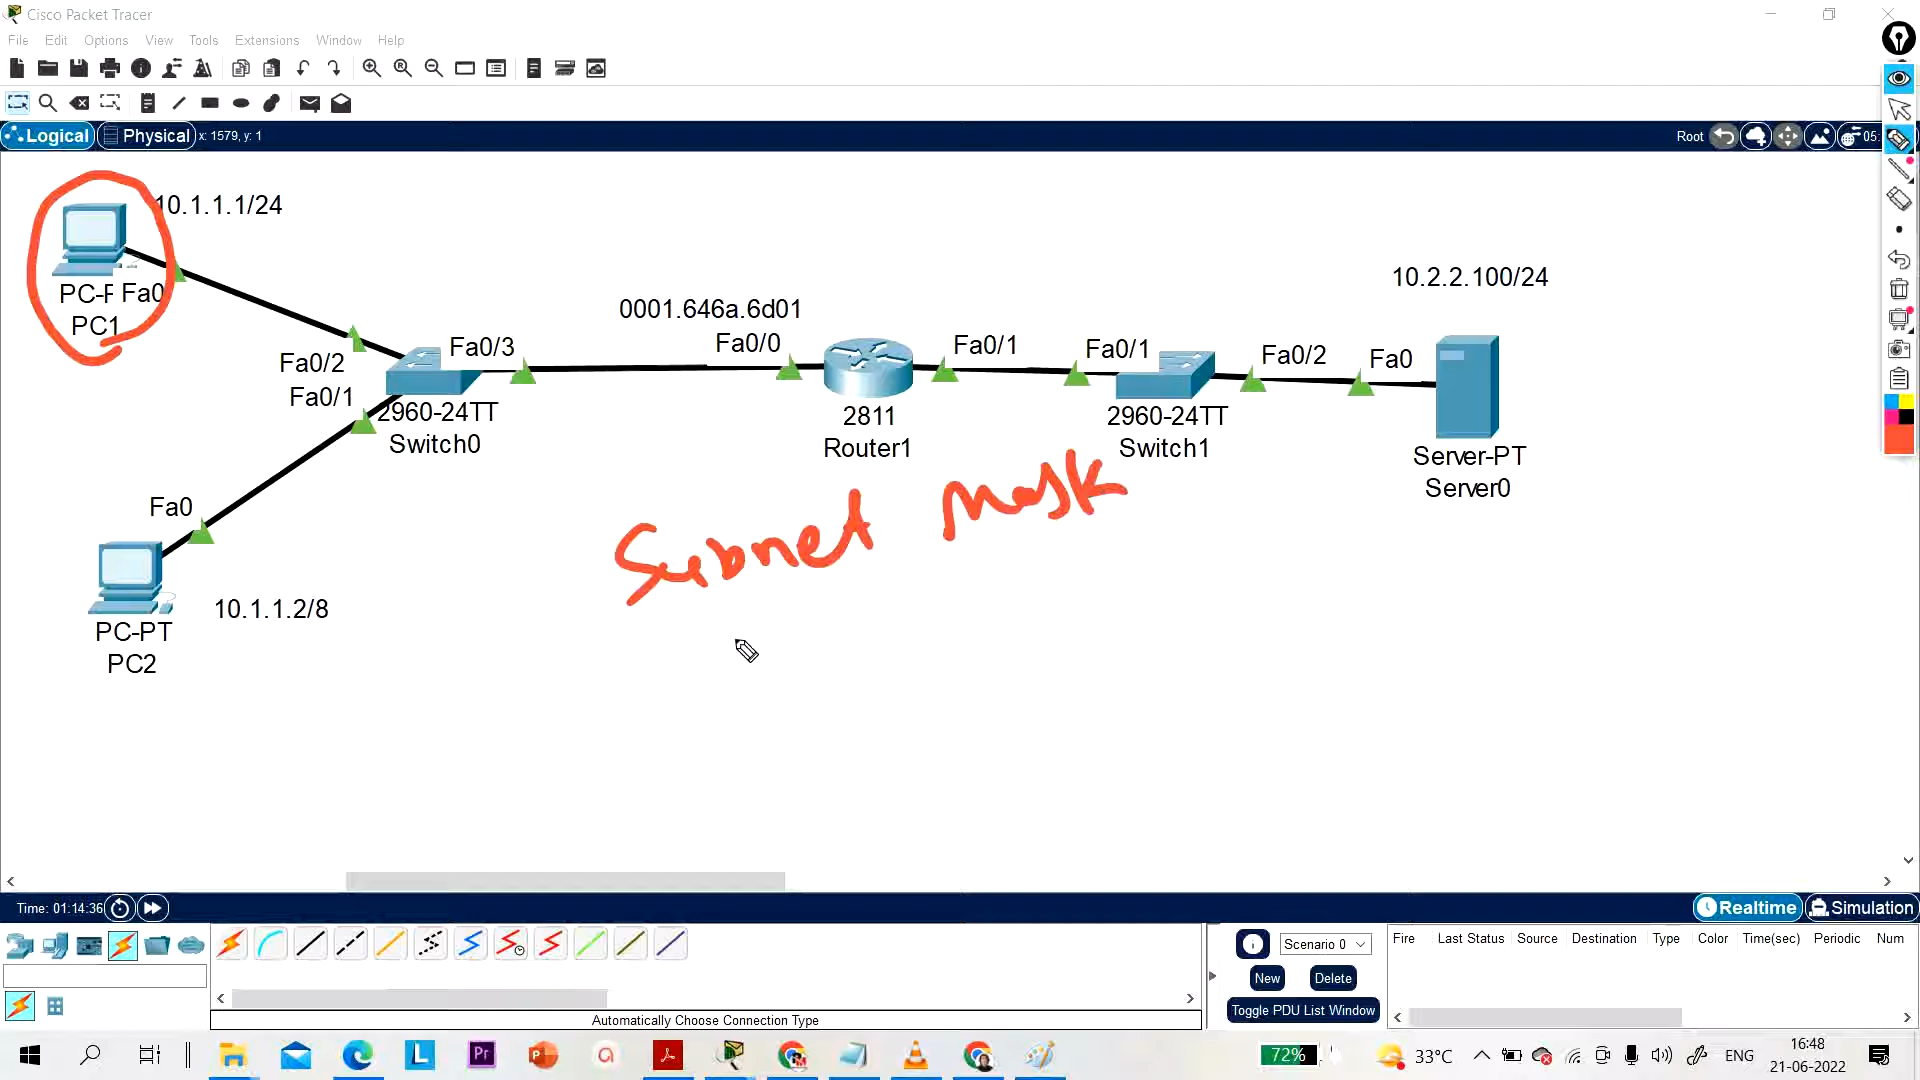 Cisco Packet Tracer
File Edit Options View Tools Extensions Window Help
Logical Physical x: 1579, y: 1
Root 05:
10.1.1.1/24
Fa0
PC1
10.2.2.100/24
0001.646a.6d01
Fa0/2
Fa0/1
Fa0/3
Fa0/0
Fa0/1
Fa0/1
Fa0/2
Fa0
2960-24TT
Switch0
2811
Router1
2960-24TT
Switch1
Server-PT
Server0
Subnet Mask
Fa0
10.1.1.2/8
PC-PT
PC2
Time: 01:14:36
Realtime Simulation
Scenario 0
New Delete
Toggle PDU List Window
Fire Last Status Source Destination Type Color Time(sec) Periodic Num
Automatically Choose Connection Type
L Pr P
72% 33°C ENG
16:48
21-06-2022